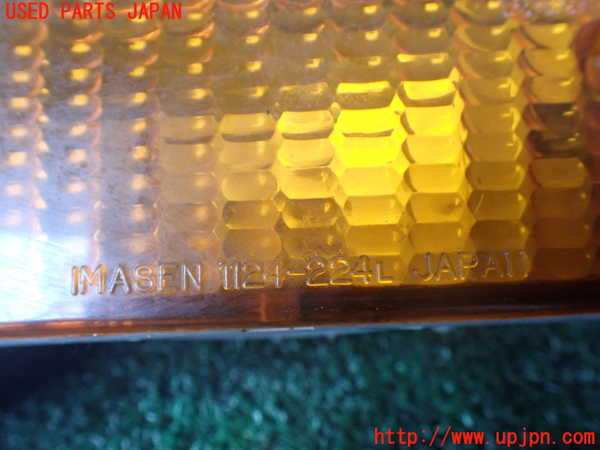 USED PARTS JAPAN
IMASEN 1124-224L JAPAN
http://www.upjpn.com/